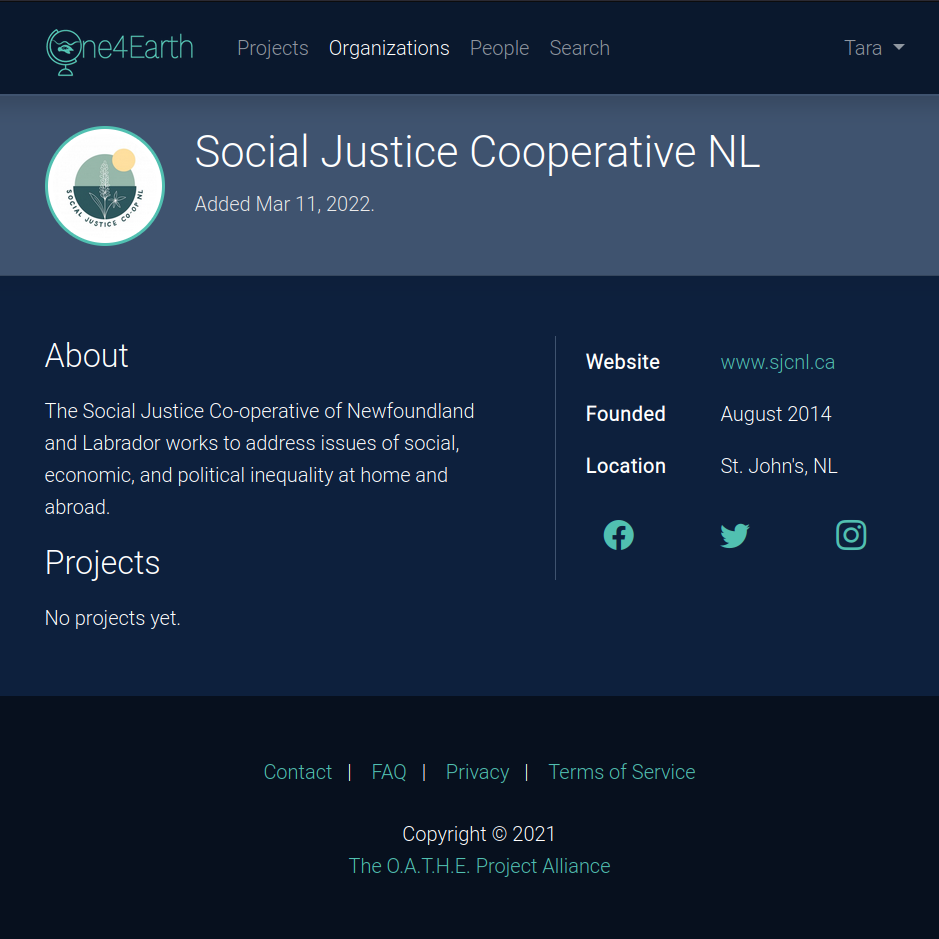 One4Earth Projects Organizations People Search Tara
SOCIAL JUSTICE CO-OP NL
Social Justice Cooperative NL
Added Mar 11, 2022.
About
The Social Justice Co-operative of Newfoundland
and Labrador works to address issues of social,
economic, and political inequality at home and
abroad.
Projects
No projects yet.
Website www.sjcnl.ca
Founded August 2014
Location St. John's, NL
Contact | FAQ | Privacy | Terms of Service
Copyright © 2021
The O.A.T.H.E. Project Alliance